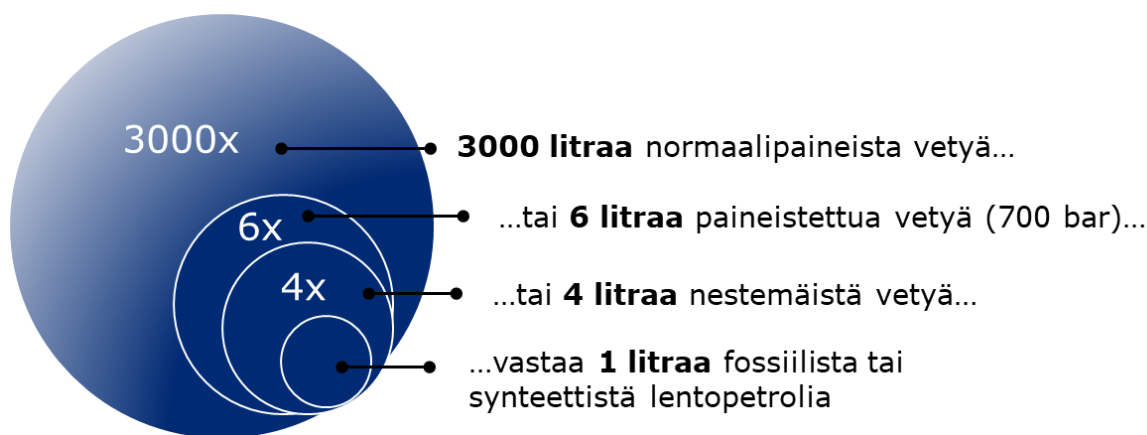 3000x
3000 litraa normaalipaineista vetyä...
6x
...tai 6 litraa paineistettua vetyä (700 bar)...
4x
...tai 4 litraa nestemäistä vetyä...
...vastaa 1 litraa fossiilista tai
synteettistä lentopetrolia